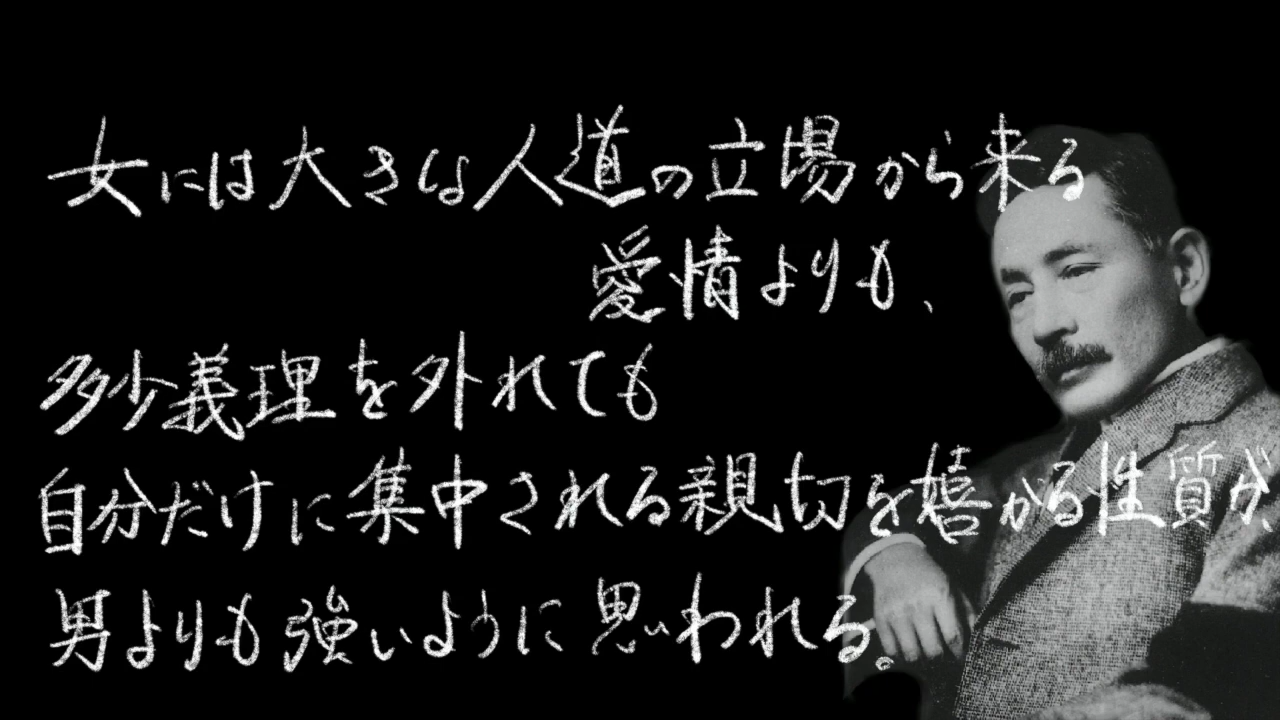 女には大きな人道の立場から来る
愛情よりも、
多少義理を外れても
自分だけに集中される親切を嬉がる性質が、
男よりも強いように思われる。